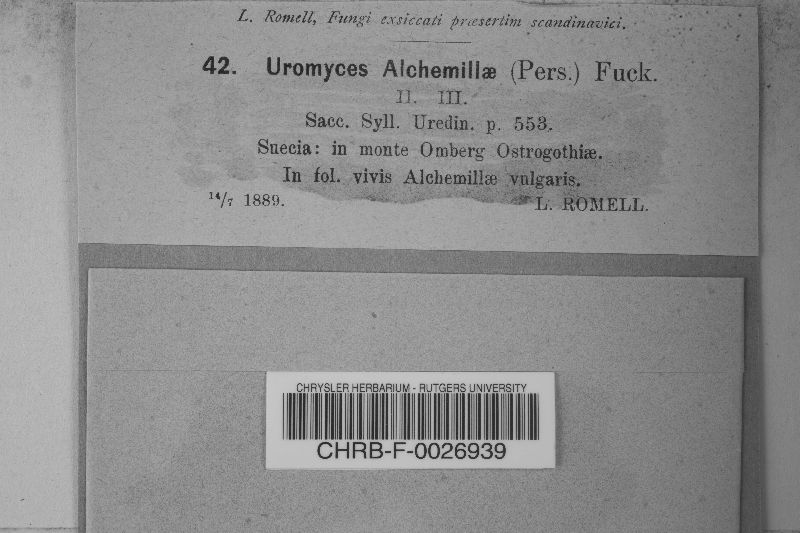 L. Romell, Fungi exsiccati præsertim scandinavici.
42. Uromyces Alchemillæ (Pers.) Fuck.
II. III.
Sacc. Syll. Uredin. p. 553.
Suecia: in monte Omberg Ostrogothiæ.
In fol. vivis Alchemillæ vulgaris.
14/7 1889. L. ROMELL.
CHRYSLER HERBARIUM - RUTGERS UNIVERSITY
CHRB-F-0026939